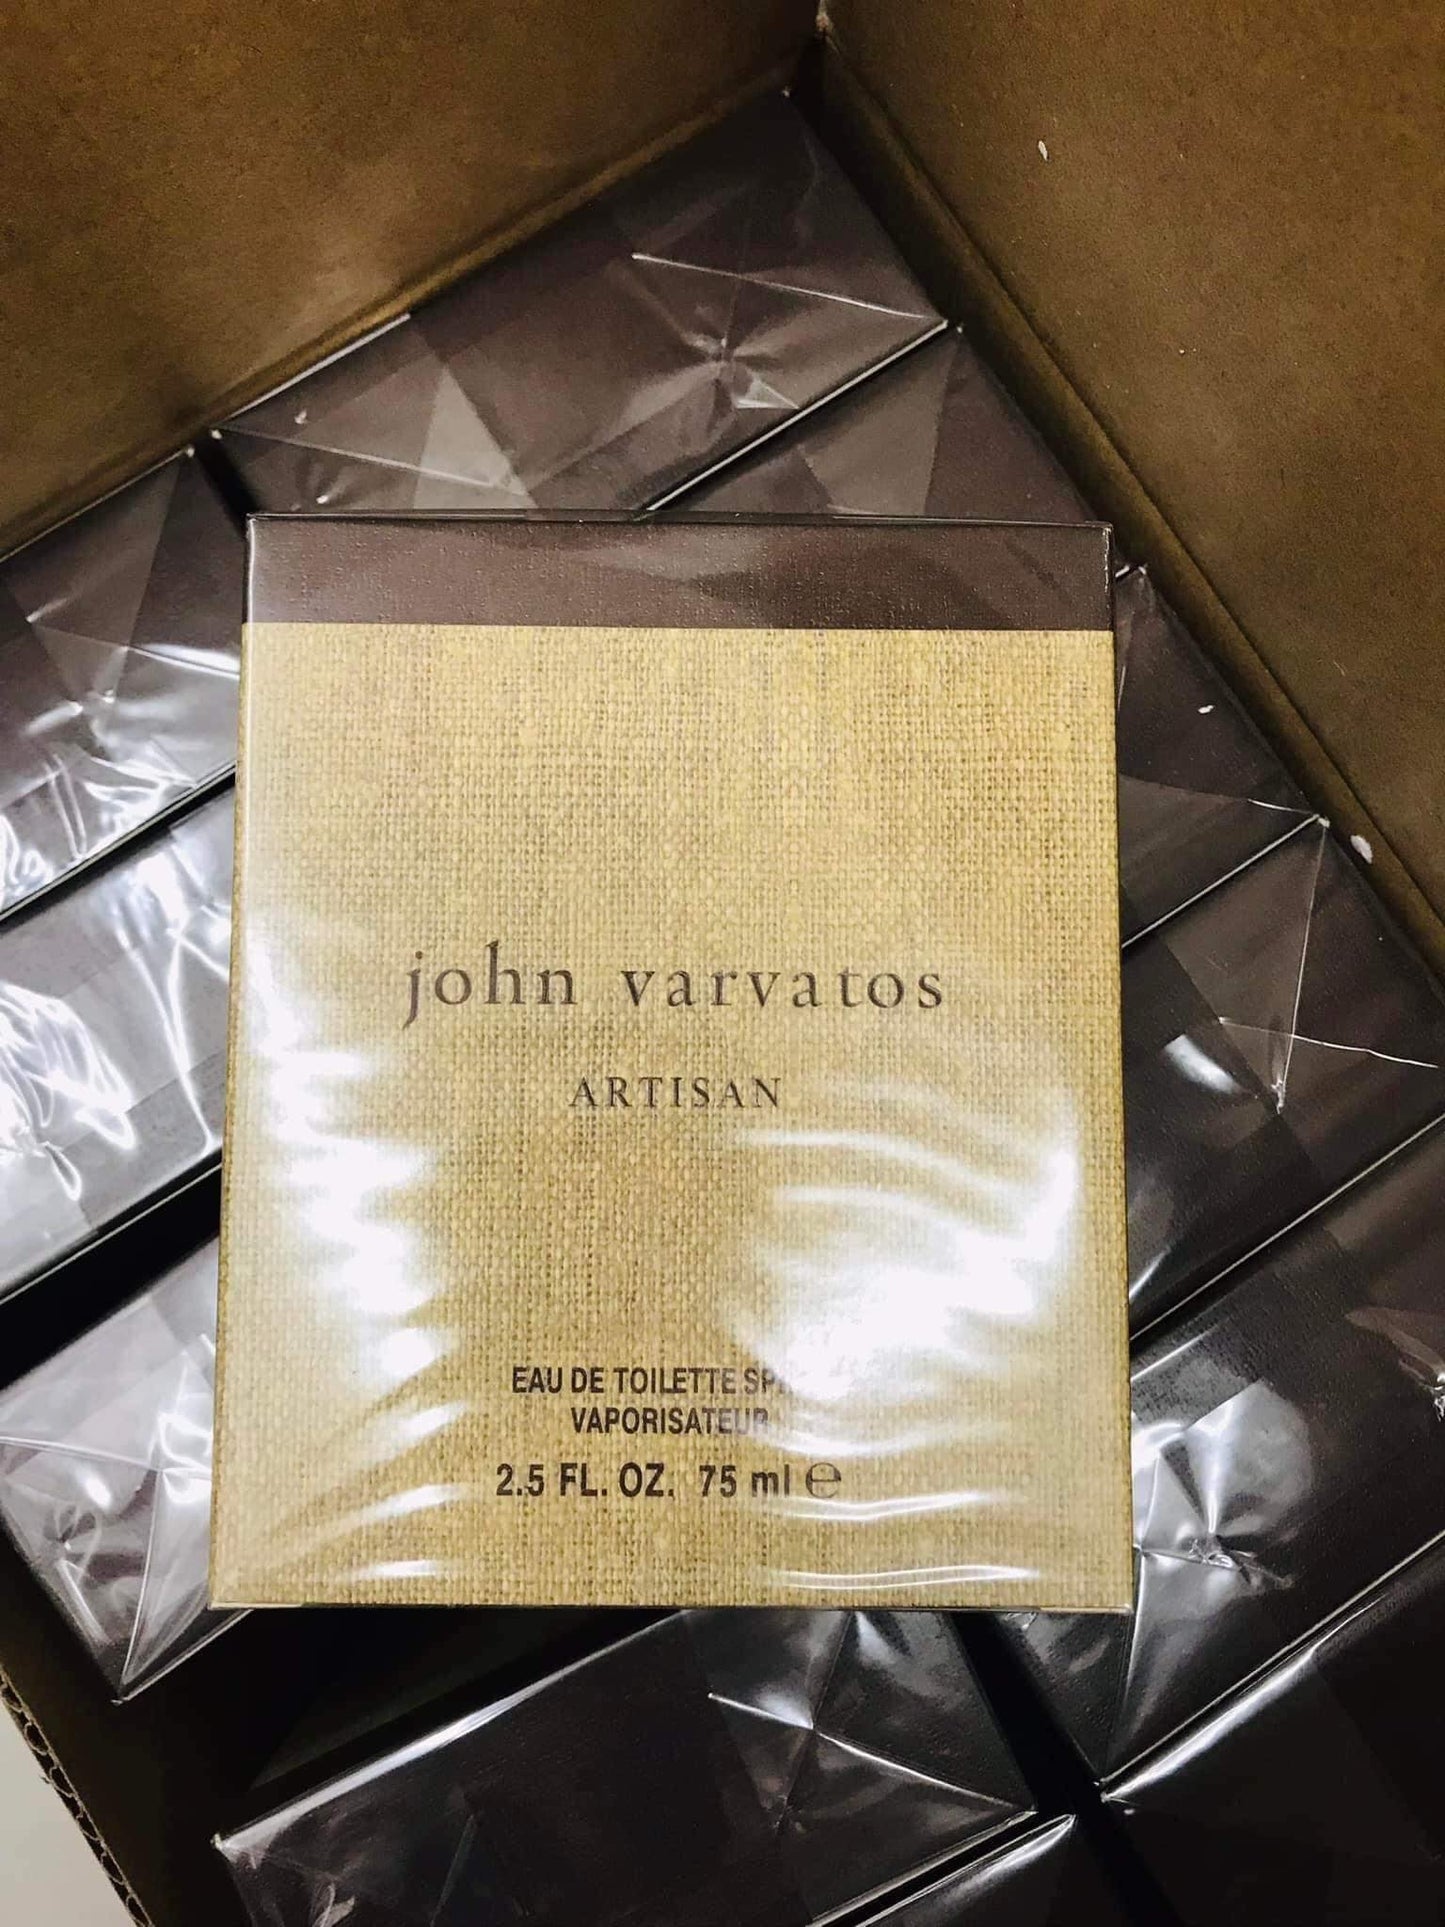 john varvatos
ARTISAN
EAU DE TOILETTE
VAPORISATEUR
2.5 FL. OZ. 75 ml ℮